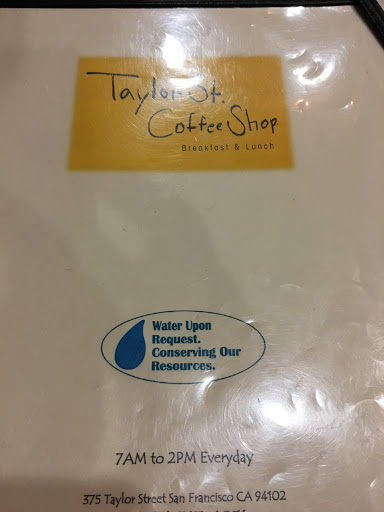 Taylor St.
Coffee Shop
Breakfast & Lunch
Water Upon
Request.
Conserving Our
Resources.
7AM to 2PM Everyday
375 Taylor Street San Francisco CA 94102